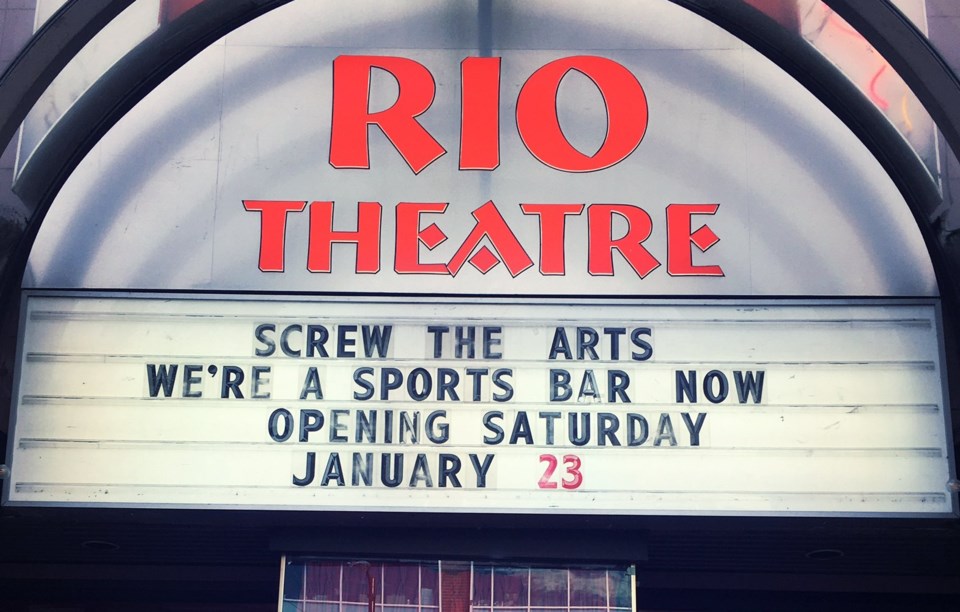 RIO
THEATRE
SCREW THE ARTS
WE'RE A SPORTS BAR NOW
OPENING SATURDAY
JANUARY 23